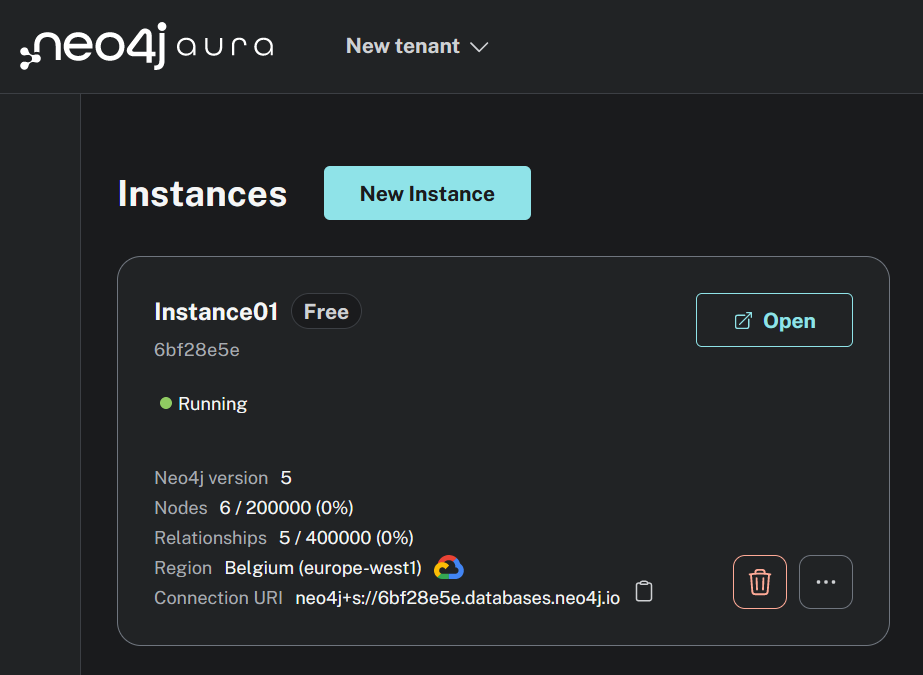 neo4j aura
New tenant
Instances
New Instance
Instance01 Free
Open
6bf28e5e
Running
Neo4j version 5
Nodes 6 / 200000 (0%)
Relationships 5 / 400000 (0%)
Region Belgium (europe-west1)
Connection URI neo4j+s://6bf28e5e.databases.neo4j.io